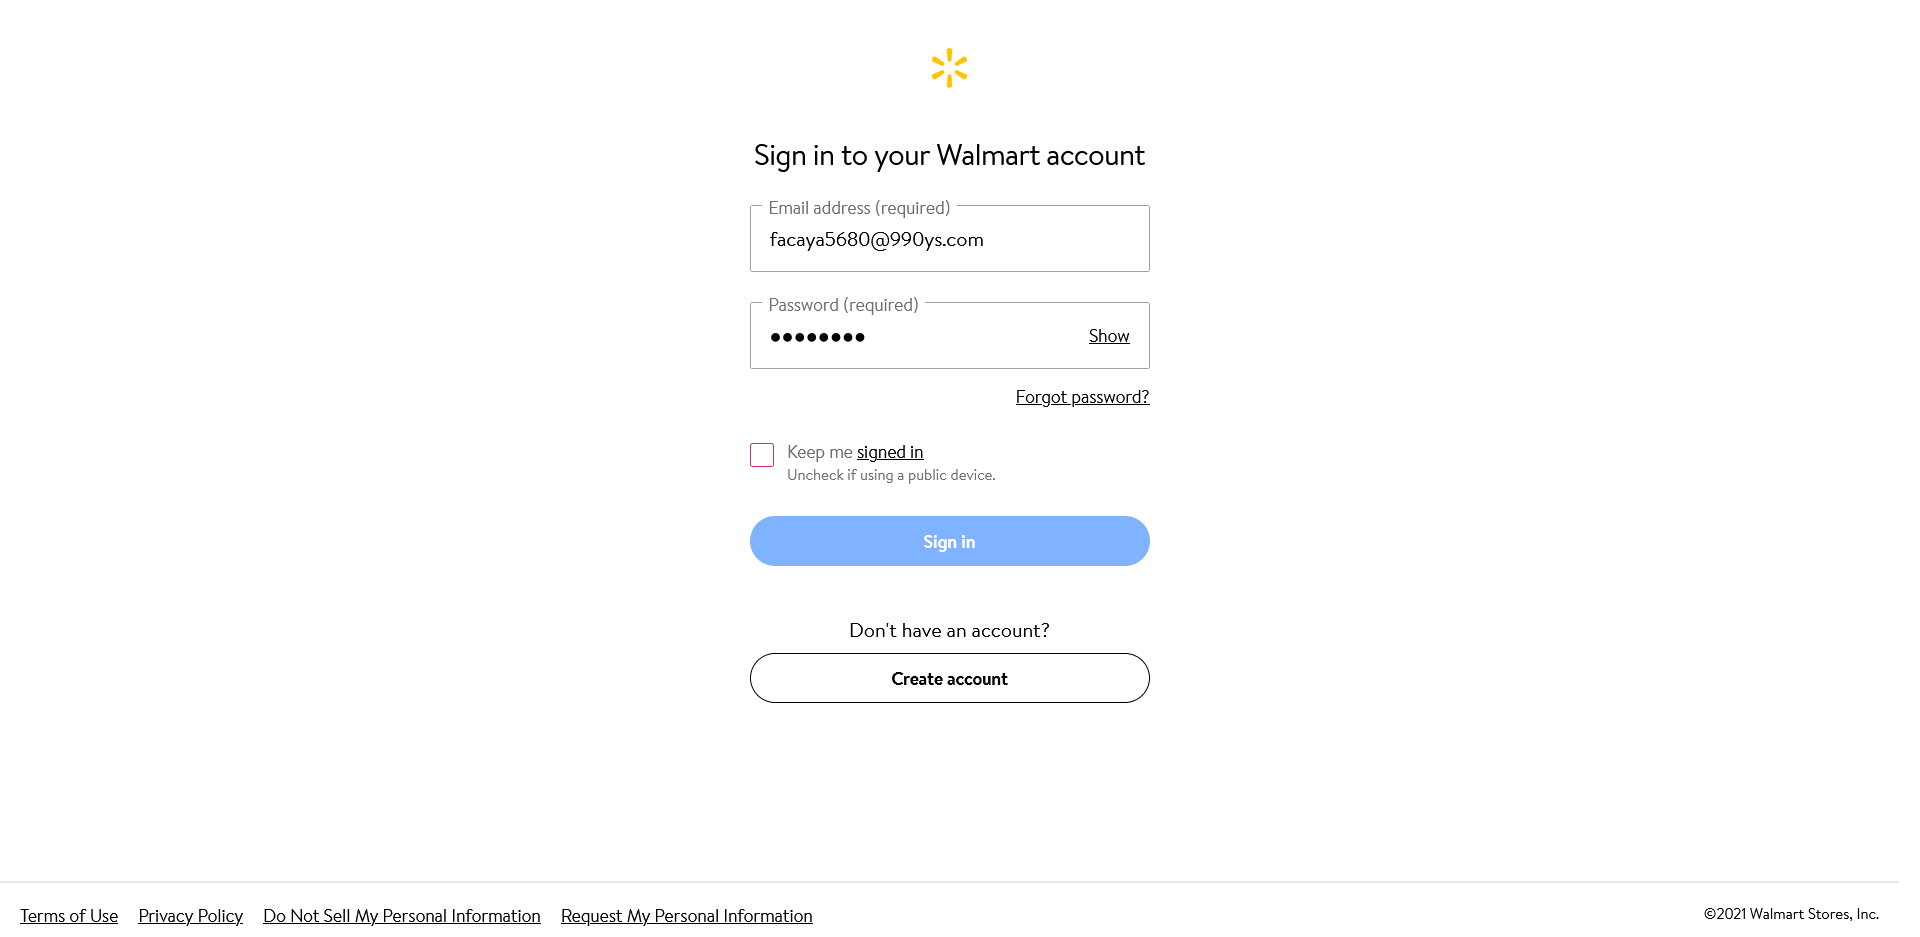 Sign in to your Walmart account
Email address (required)
facaya5680@990ys.com
Password (required)
●●●●●●●●
Show
Forgot password?
Keep me signed in
Uncheck if using a public device.
Sign in
Don't have an account?
Create account
Terms of Use Privacy Policy Do Not Sell My Personal Information Request My Personal Information ©2021 Walmart Stores, Inc.